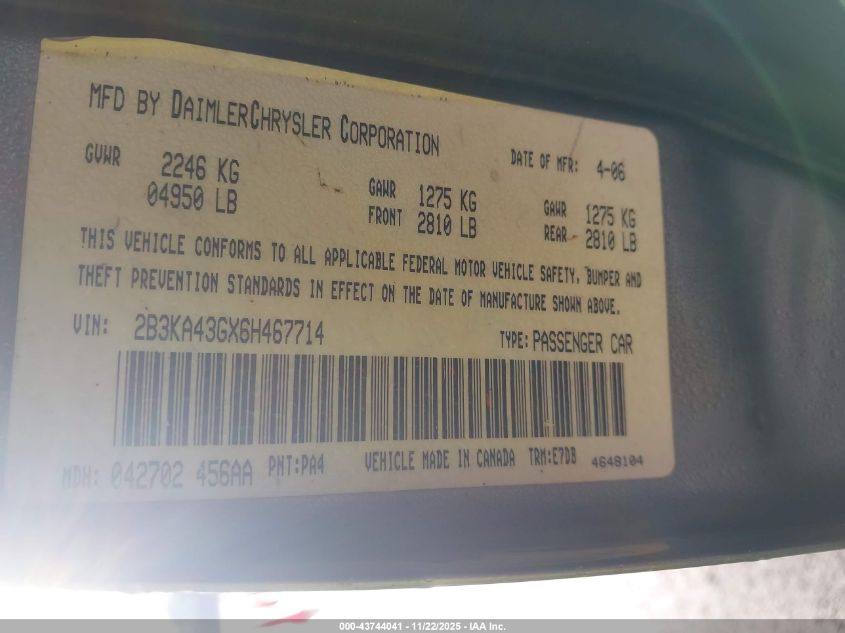 MFD BY DAIMLERCHRYSLER CORPORATION
DATE OF MFR: 4-06
GVWR 2246 KG
04950 LB
GAWR FRONT 1275 KG
2810 LB
GAWR REAR 1275 KG
2810 LB
THIS VEHICLE CONFORMS TO ALL APPLICABLE FEDERAL MOTOR VEHICLE SAFETY, BUMPER AND
THEFT PREVENTION STANDARDS IN EFFECT ON THE DATE OF MANUFACTURE SHOWN ABOVE.
VIN: 2B3KA43GX6H467714
TYPE: PASSENGER CAR
MDH: 042702 456AA PNT:PA4 VEHICLE MADE IN CANADA TRM:E7DB 4648104
000-43744041 - 11/22/2025 - IAA Inc.